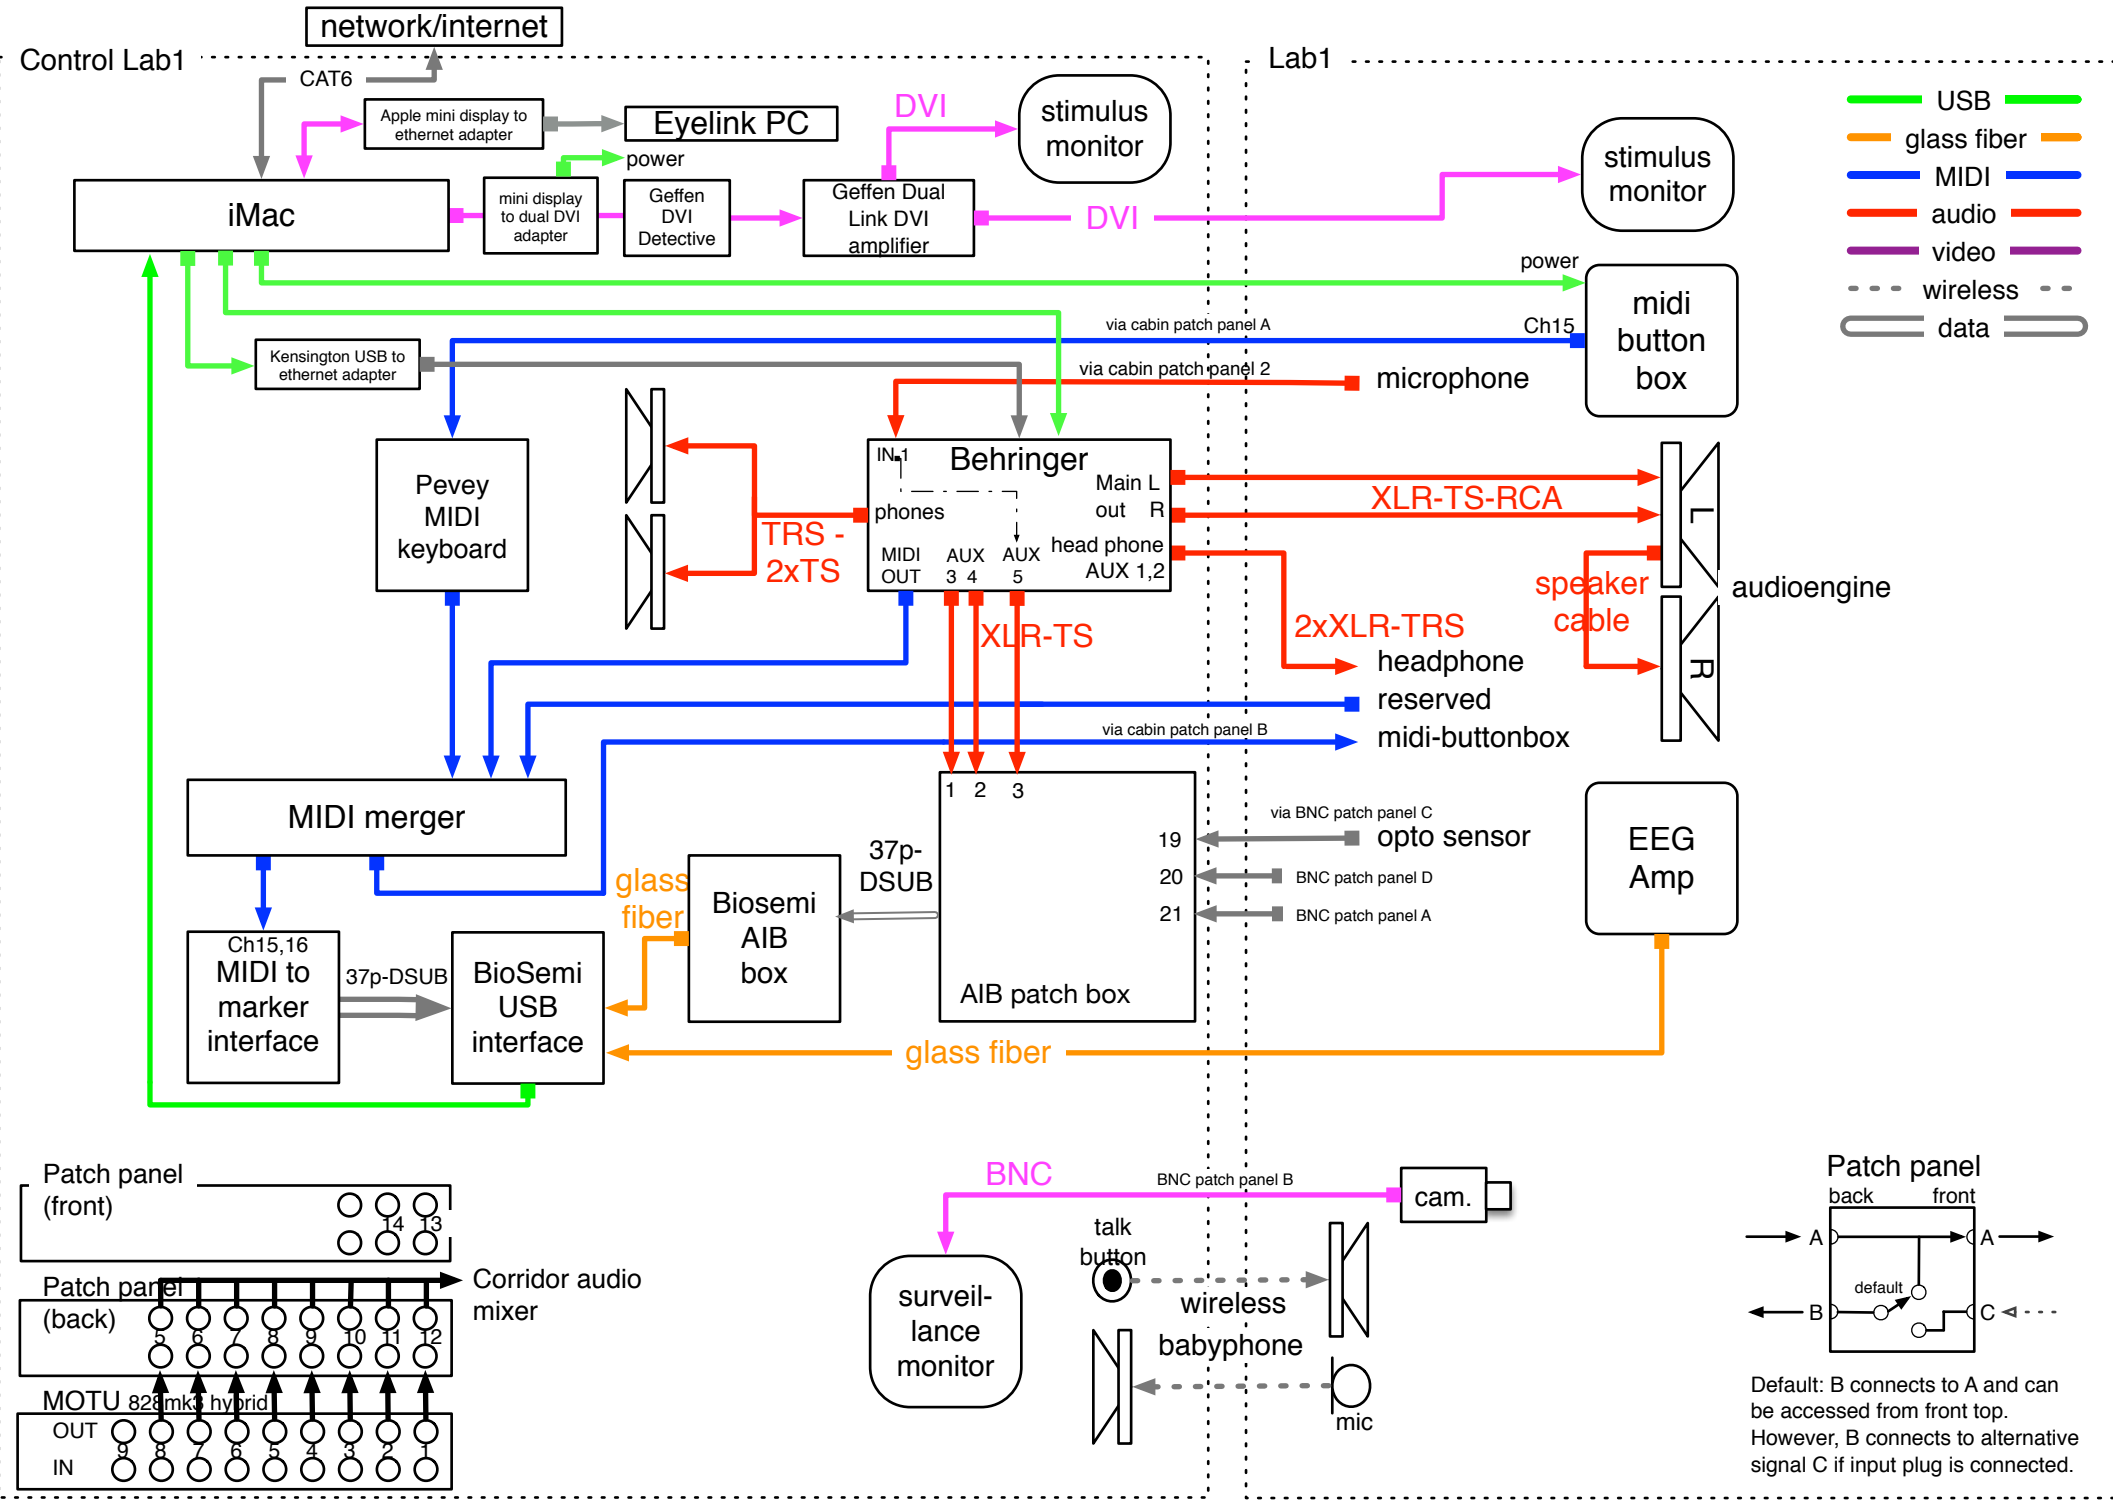 network/internet
Control Lab1
Lab1
CAT6
Apple mini display to
ethernet adapter
Eyelink PC
power
DVI
stimulus
monitor
stimulus
monitor
USB
glass fiber
MIDI
audio
video
wireless
data
iMac
mini display
to dual DVI
adapter
Geffen
DVI
Detective
Geffen Dual
Link DVI
amplifier
DVI
power
midi
button
box
Ch15
via cabin patch panel A
Kensington USB to
ethernet adapter
via cabin patch panel 2
microphone
Pevey
MIDI
keyboard
IN 1
Behringer
Main L
out R
phones
head phone
AUX 1,2
MIDI
OUT
AUX
3 4
AUX
5
TRS -
2xTS
XLR-TS-RCA
L
R
speaker
cable
audioengine
XLR-TS
2xXLR-TRS
headphone
reserved
via cabin patch panel B
midi-buttonbox
MIDI merger
1 2 3
via BNC patch panel C
19
opto sensor
20
BNC patch panel D
21
BNC patch panel A
AIB patch box
EEG
Amp
37p-
DSUB
glass
fiber
Biosemi
AIB
box
Ch15,16
MIDI to
marker
interface
37p-DSUB
BioSemi
USB
interface
glass fiber
Patch panel
(front)
14 13
Patch panel
(back)
5 6 7 8 9 10 11 12
Corridor audio
mixer
MOTU 828mk3 hybrid
OUT
9 8 7 6 5 4 3 2 1
IN
BNC
BNC patch panel B
cam.
surveil-
lance
monitor
talk
button
wireless
babyphone
mic
Patch panel
back front
A A
default
B C
Default: B connects to A and can
be accessed from front top.
However, B connects to alternative
signal C if input plug is connected.